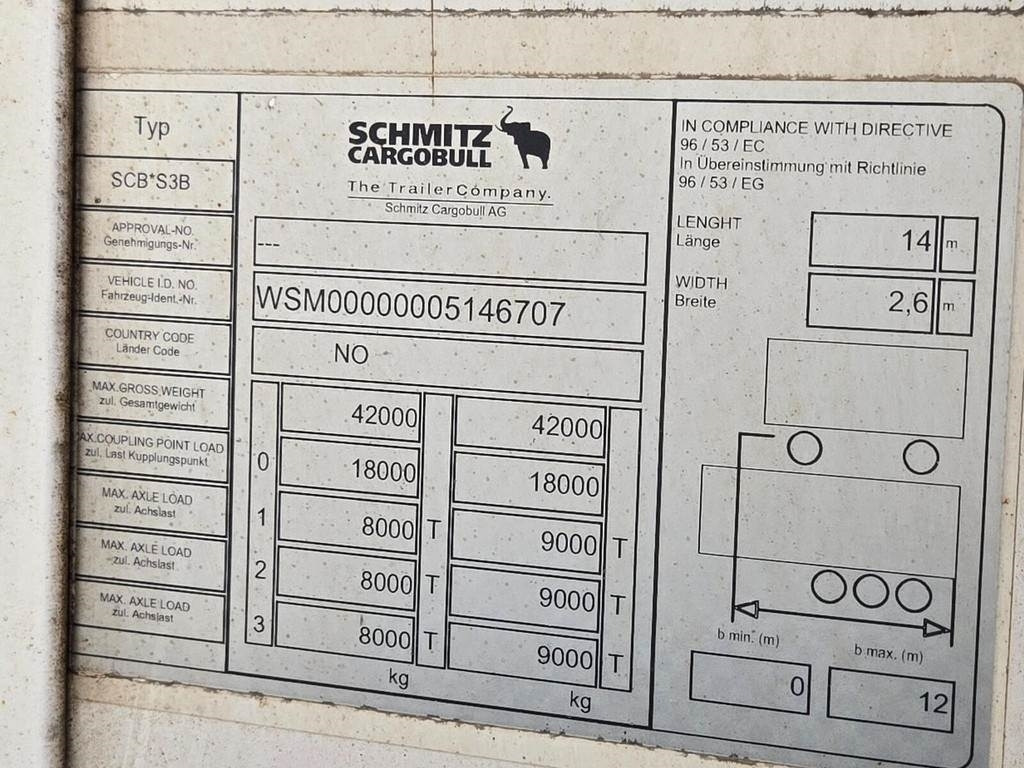 Typ
SCB*S3B
APPROVAL-NO.
Genehmigungs-Nr.
VEHICLE I.D. NO.
Fahrzeug-Ident.-Nr.
COUNTRY CODE
Länder Code
MAX.GROSS WEIGHT
zul. Gesamtgewicht
AX.COUPLING POINT LOAD
zul. Last Kupplungspunkt
MAX. AXLE LOAD
zul. Achslast
MAX. AXLE LOAD
zul. Achslast
MAX. AXLE LOAD
zul. Achslast
SCHMITZ
CARGOBULL
The TrailerCompany.
Schmitz Cargobull AG
---
WSM00000005146707
NO
42000 42000
0 18000 18000
1 8000 T 9000 T
2 8000 T 9000 T
3 8000 T 9000 T
kg kg
IN COMPLIANCE WITH DIRECTIVE
96 / 53 / EC
In Übereinstimmung mit Richtlinie
96 / 53 / EG
LENGHT
Länge
14 m
WIDTH
Breite
2,6 m
b min. (m) b max. (m)
0 12